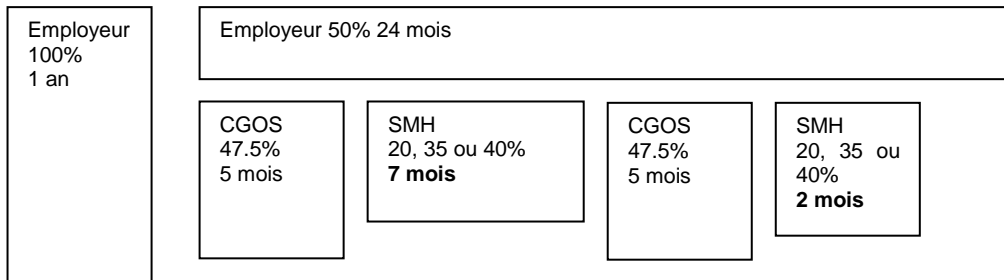 Employeur
100%
1 an
Employeur 50% 24 mois
CGOS
47.5%
5 mois
SMH
20, 35 ou 40%
7 mois
CGOS
47.5%
5 mois
SMH
20, 35 ou
40%
2 mois